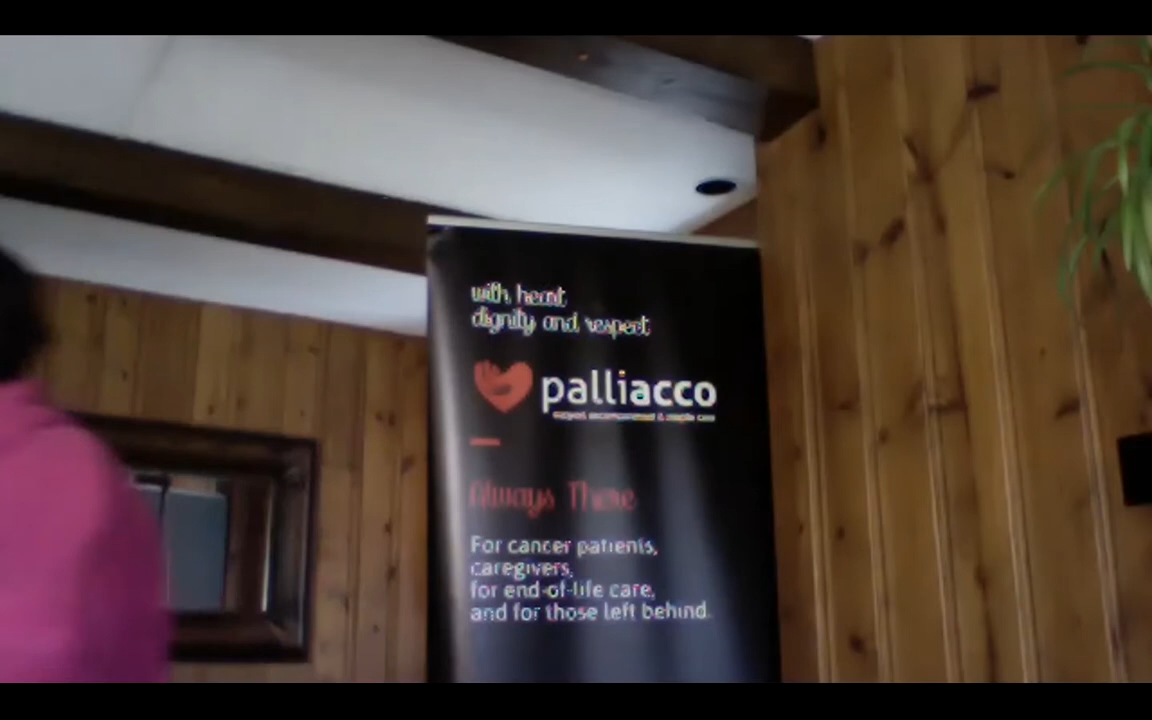 with heart
dignity and respect
palliacco
Always There
For cancer patients,
caregivers,
for end-of-life care,
and for those left behind.